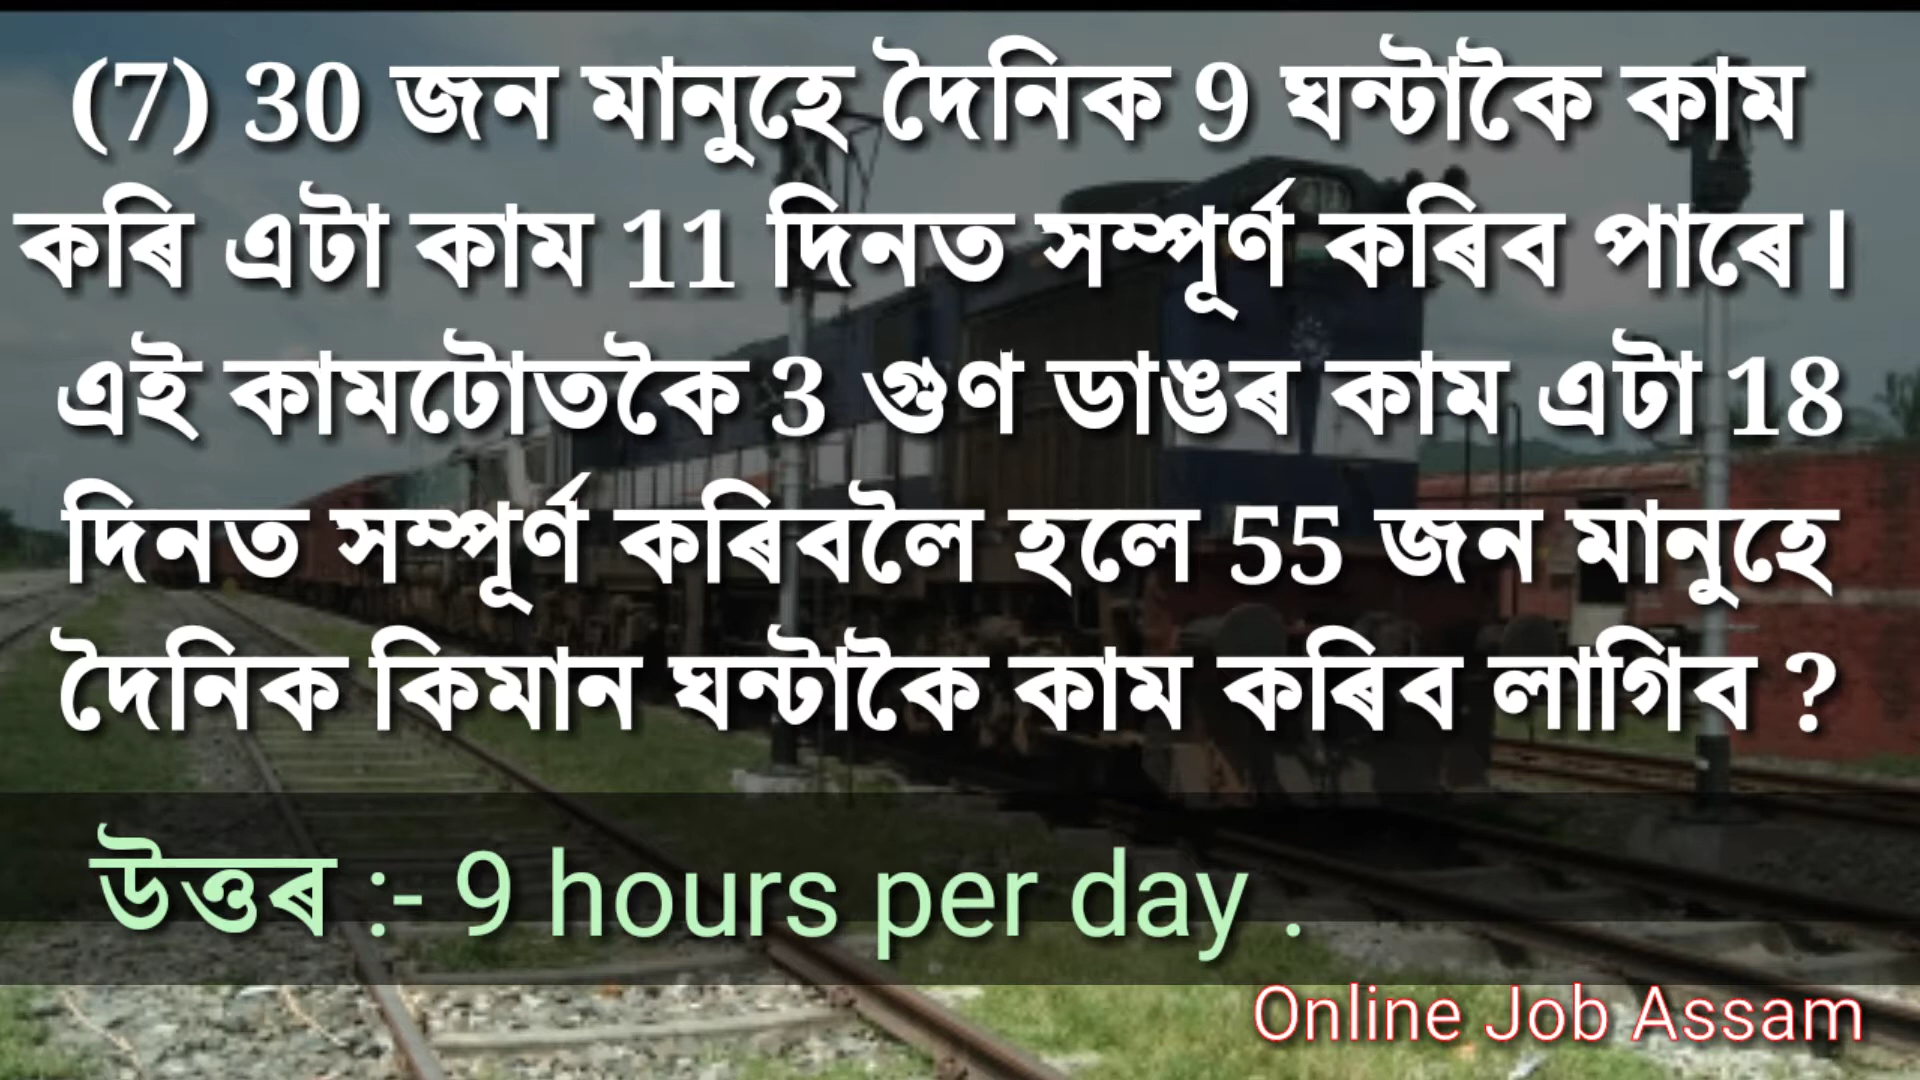 (7) 30 জন মানুহে দৈনিক 9 ঘন্টাকৈ কাম
কৰি এটা কাম 11 দিনত সম্পূৰ্ণ কৰিব পাৰে।
এই কামটোতকৈ 3 গুণ ডাঙৰ কাম এটা 18
দিনত সম্পূৰ্ণ কৰিবলৈ হলে 55 জন মানুহে
দৈনিক কিমান ঘন্টাকৈ কাম কৰিব লাগিব ?
উত্তৰ :- 9 hours per day .
Online Job Assam